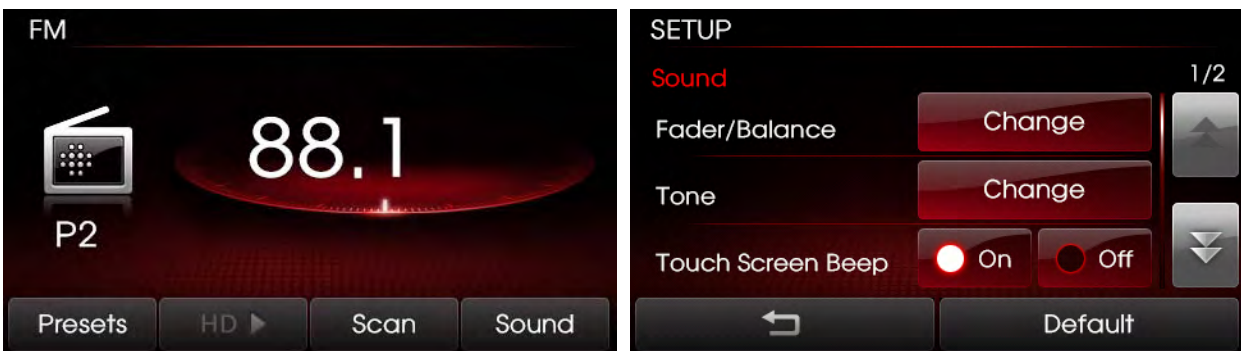 FM
88.1
P2
Presets HD Scan Sound
SETUP
Sound 1/2
Fader/Balance Change
Tone Change
Touch Screen Beep On Off
Default